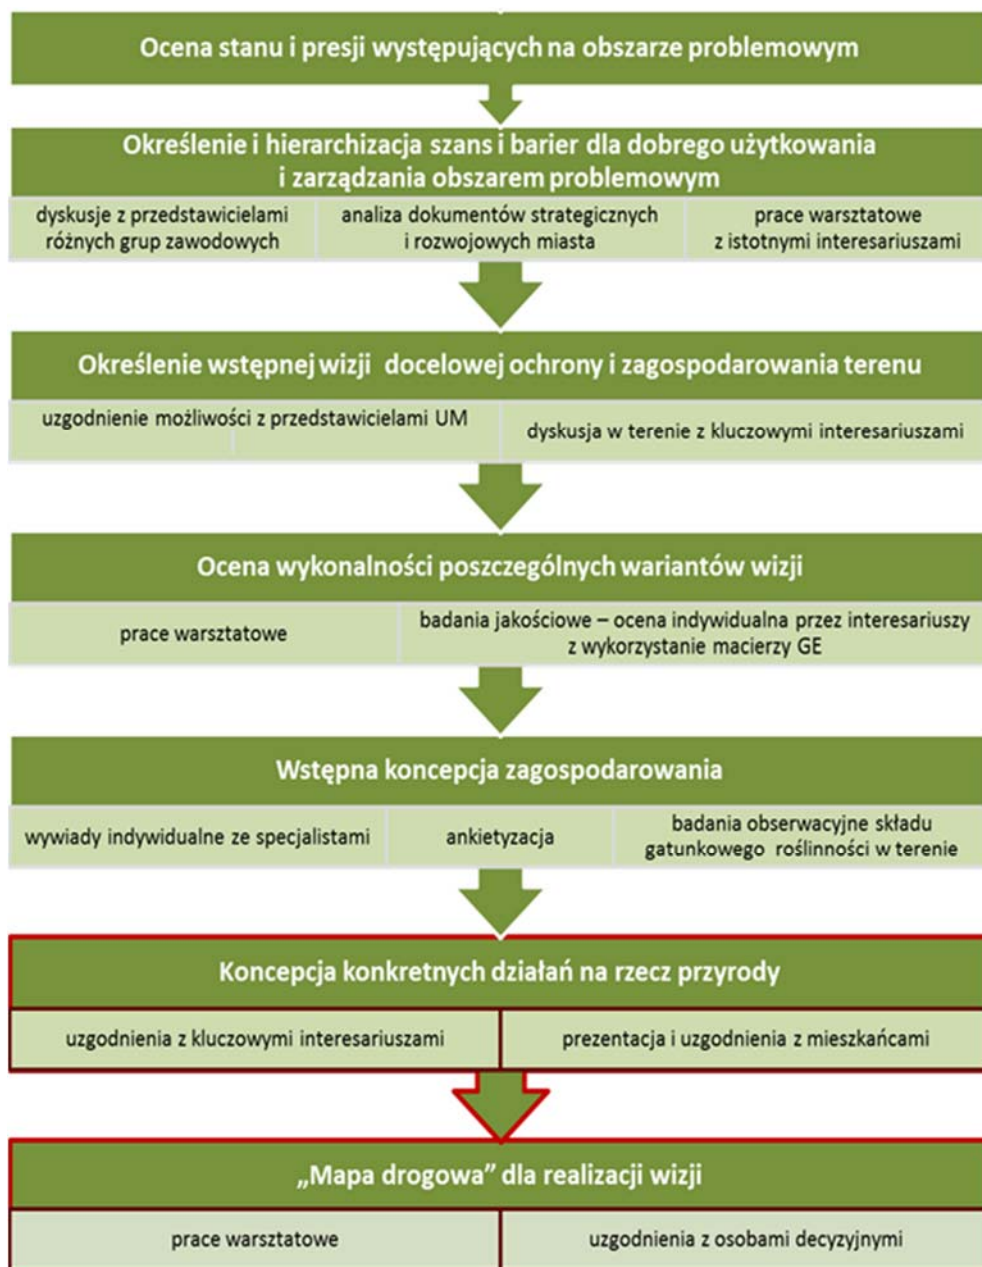 Ocena stanu i presji występujących na obszarze problemowym
Określenie i hierarchizacja szans i barier dla dobrego użytkowania
i zarządzania obszarem problemowym
dyskusje z przedstawicielami
różnych grup zawodowych
analiza dokumentów strategicznych
i rozwojowych miasta
prace warsztatowe
z istotnymi interesariuszami
Określenie wstępnej wizji docelowej ochrony i zagospodarowania terenu
uzgodnienie możliwości z przedstawicielami UM
dyskusja w terenie z kluczowymi interesariuszami
Ocena wykonalności poszczególnych wariantów wizji
prace warsztatowe
badania jakościowe – ocena indywidualna przez interesariuszy
z wykorzystanie macierzy GE
Wstępna koncepcja zagospodarowania
wywiady indywidualne ze specjalistami
ankietyzacja
badania obserwacyjne składu
gatunkowego roślinności w terenie
Koncepcja konkretnych działań na rzecz przyrody
uzgodnienia z kluczowymi interesariuszami
prezentacja i uzgodnienia z mieszkańcami
„Mapa drogowa” dla realizacji wizji
prace warsztatowe
uzgodnienia z osobami decyzyjnymi